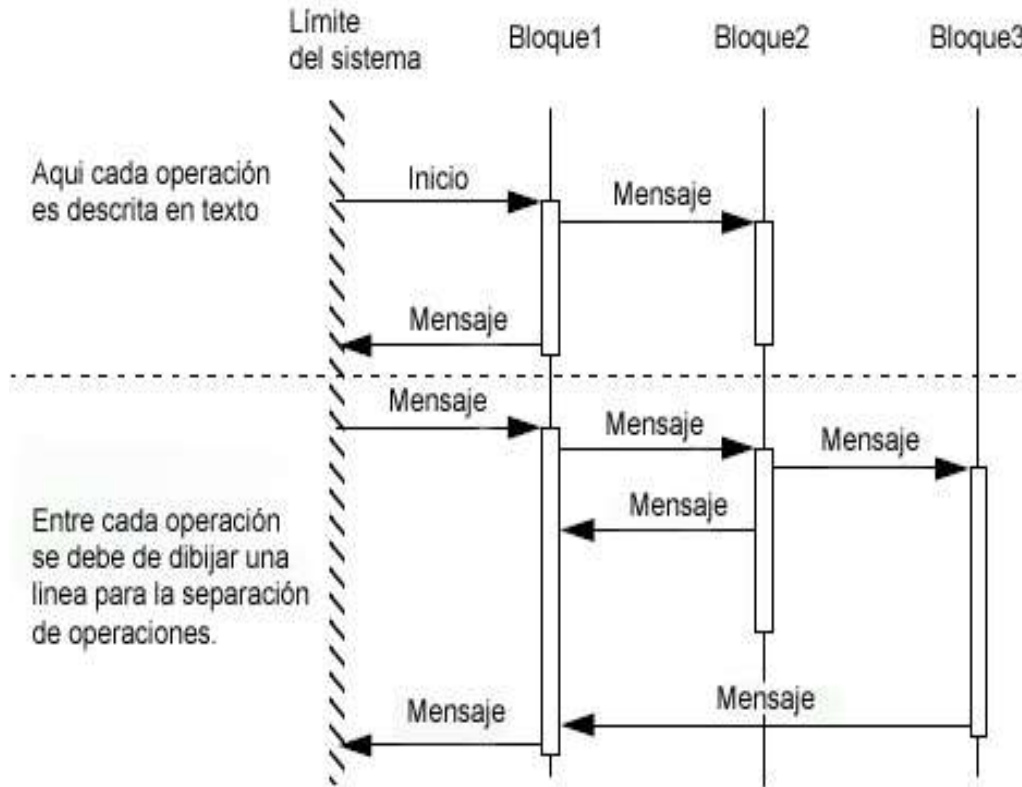 Límite
del sistema
Bloque1
Bloque2
Bloque3
Aqui cada operación
es descrita en texto
Inicio
Mensaje
Mensaje
Mensaje
Mensaje
Mensaje
Mensaje
Entre cada operación
se debe de dibijar una
linea para la separación
de operaciones.
Mensaje
Mensaje